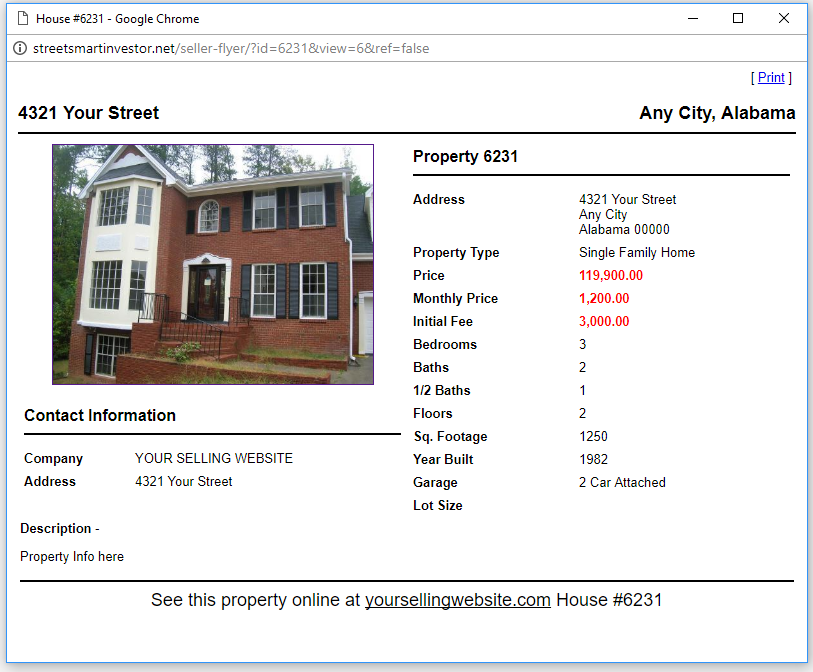 House #6231 - Google Chrome
streetsmartinvestor.net/seller-flyer/?id=6231&view=6&ref=false
[ Print ]
4321 Your Street
Any City, Alabama
Property 6231
Address 4321 Your Street
Any City
Alabama 00000
Property Type Single Family Home
Price 119,900.00
Monthly Price 1,200.00
Initial Fee 3,000.00
Bedrooms 3
Baths 2
1/2 Baths 1
Floors 2
Sq. Footage 1250
Year Built 1982
Garage 2 Car Attached
Lot Size
Contact Information
Company YOUR SELLING WEBSITE
Address 4321 Your Street
Description -
Property Info here
See this property online at yoursellingwebsite.com House #6231